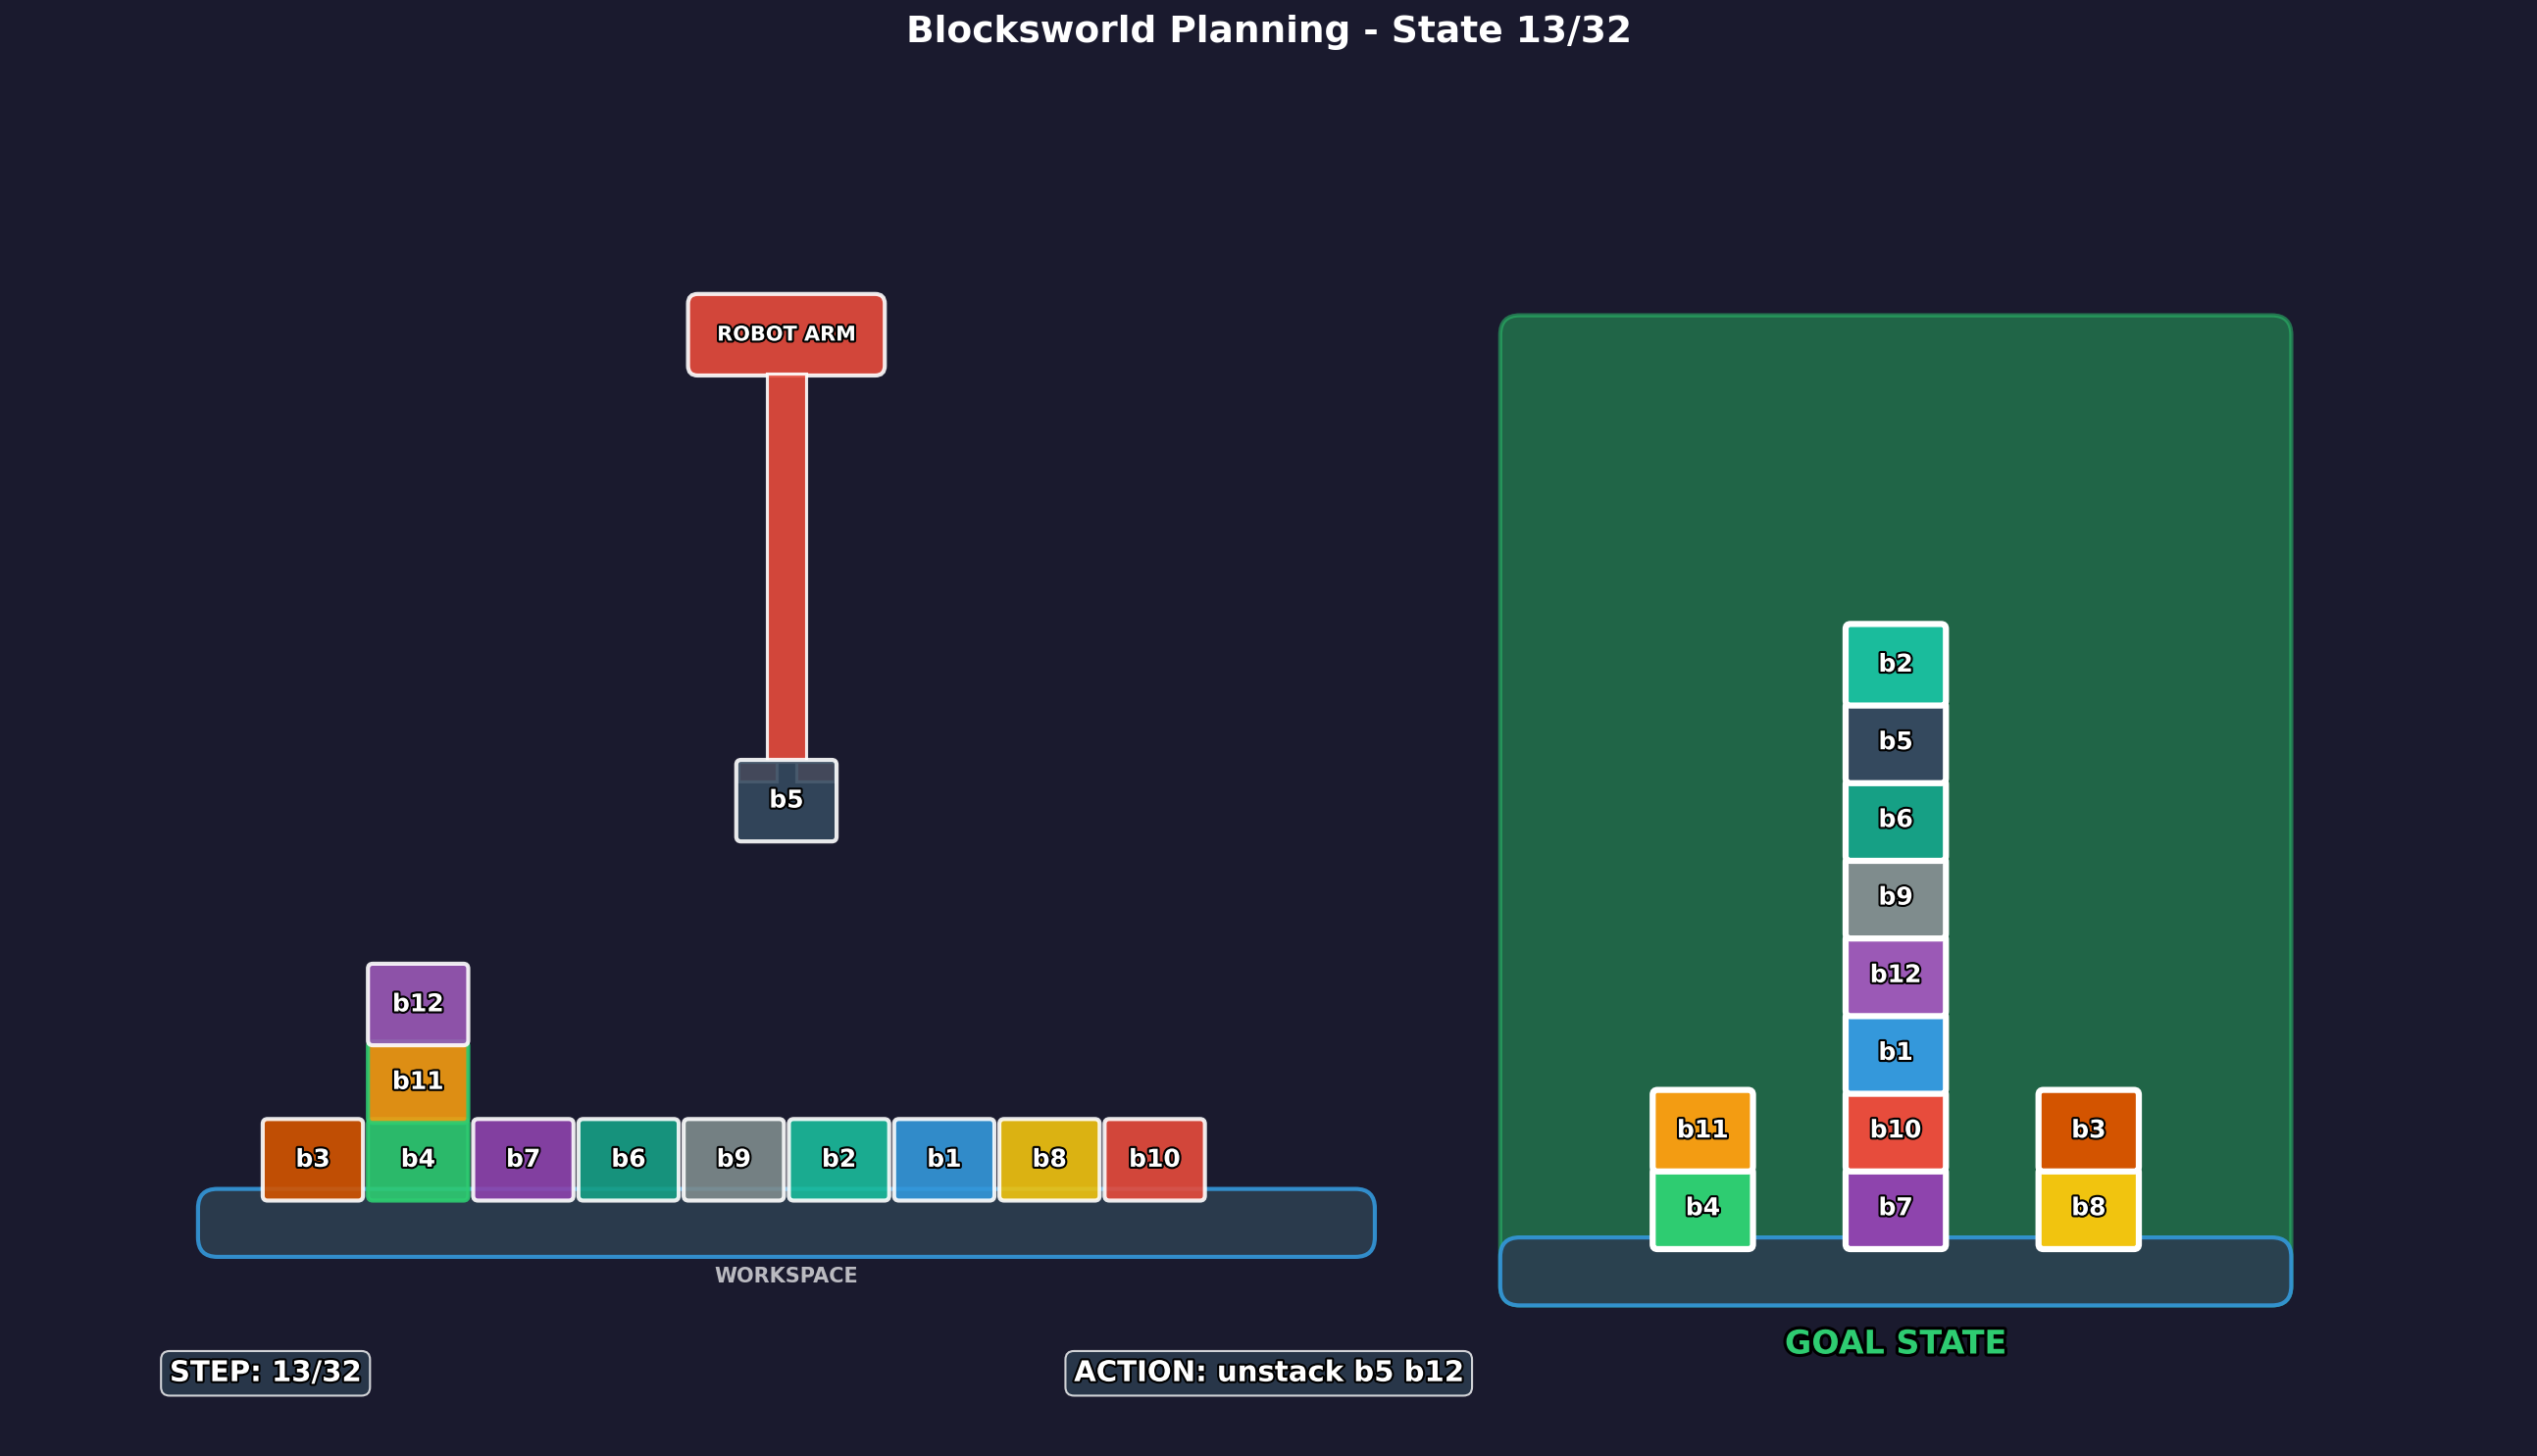 Blocksworld Planning - State 13/32
ROBOT ARM
b5
b12
b11
b3
b4
b7
b6
b9
b2
b1
b8
b10
WORKSPACE
b2
b5
b6
b9
b12
b1
b11
b10
b3
b4
b7
b8
GOAL STATE
STEP: 13/32
ACTION: unstack b5 b12